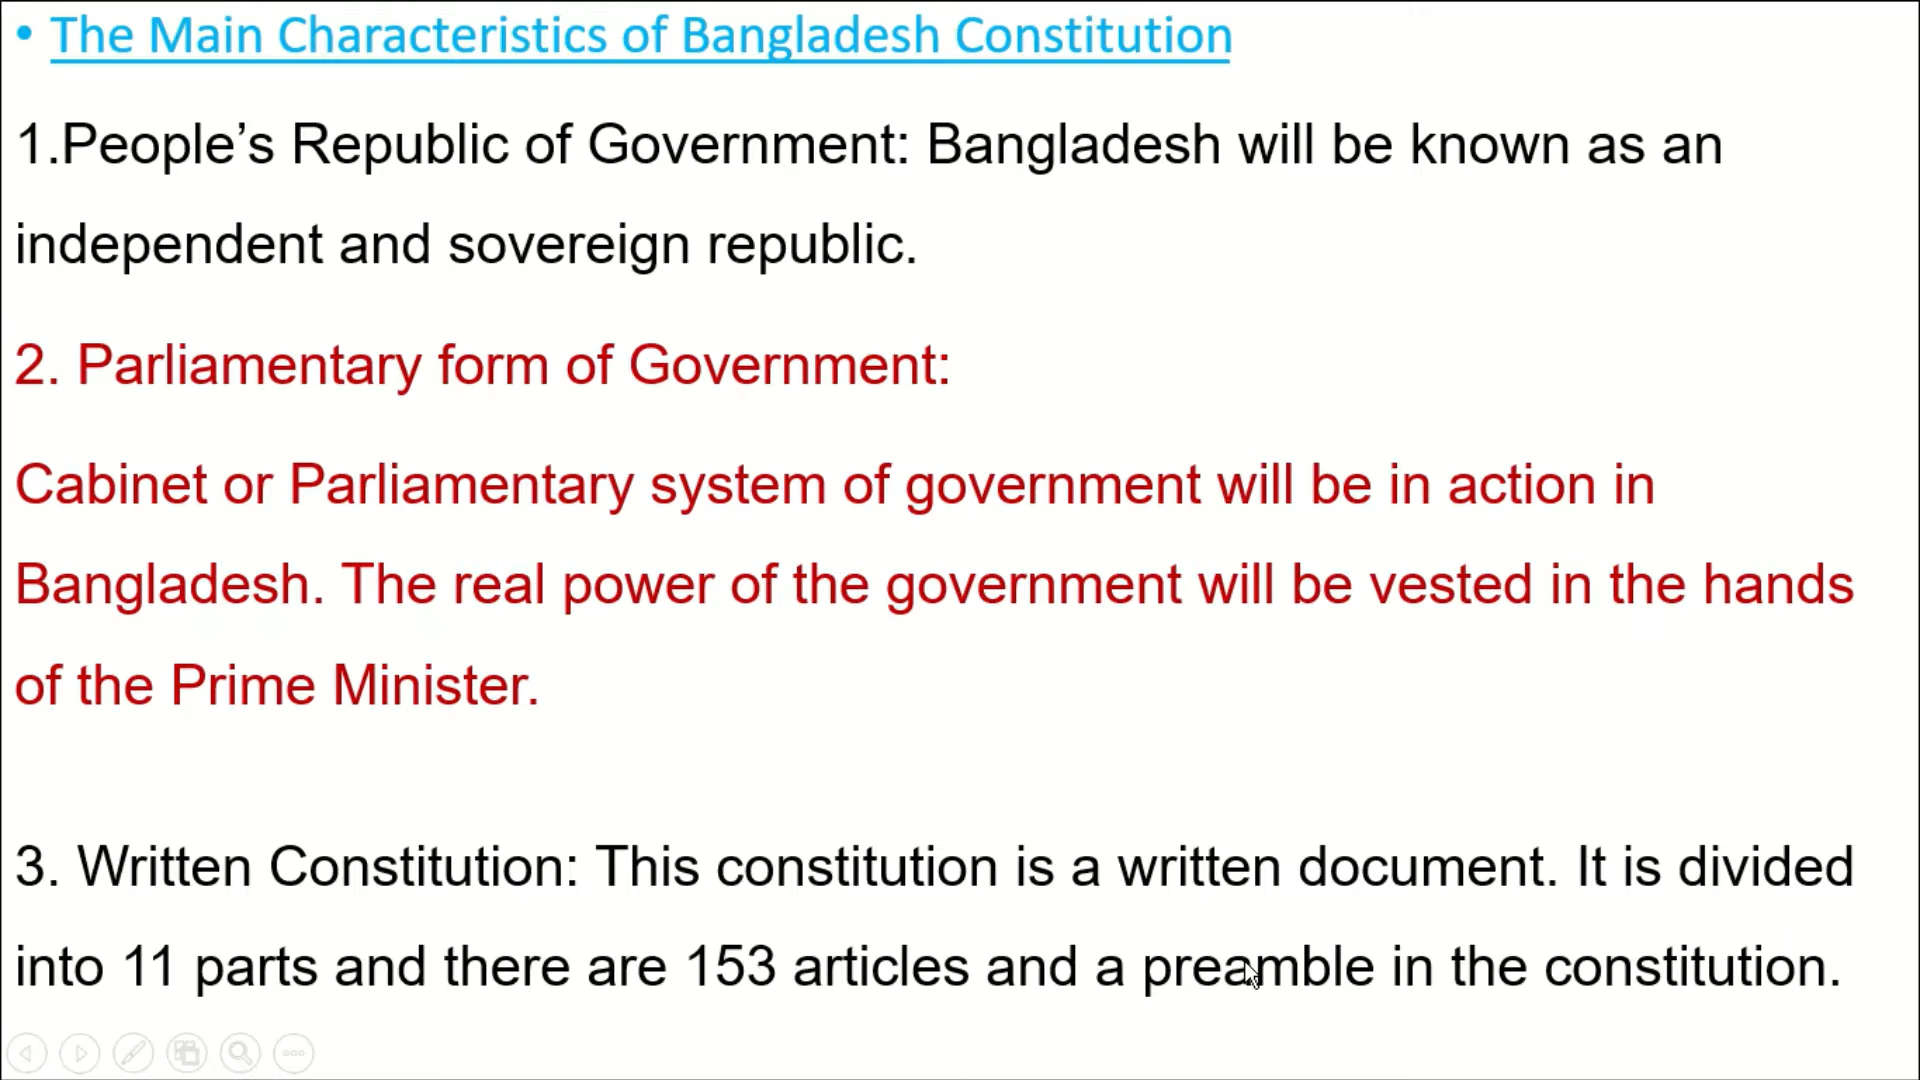 • The Main Characteristics of Bangladesh Constitution
1.People’s Republic of Government: Bangladesh will be known as an
independent and sovereign republic.
2. Parliamentary form of Government:
Cabinet or Parliamentary system of government will be in action in
Bangladesh. The real power of the government will be vested in the hands
of the Prime Minister.
3. Written Constitution: This constitution is a written document. It is divided
into 11 parts and there are 153 articles and a preamble in the constitution.